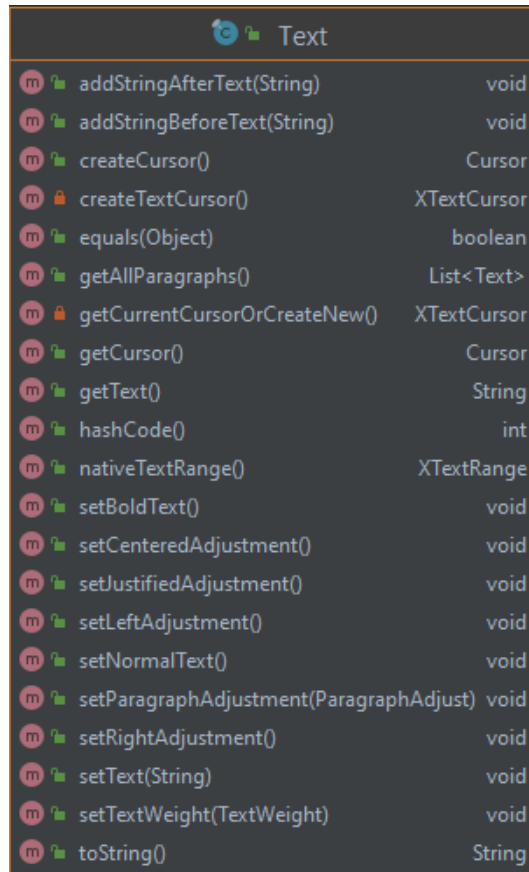 Text
addStringAfterText(String) void
addStringBeforeText(String) void
createCursor() Cursor
createTextCursor() XTextCursor
equals(Object) boolean
getAllParagraphs() List<Text>
getCurrentCursorOrCreateNew() XTextCursor
getCursor() Cursor
getText() String
hashCode() int
nativeTextRange() XTextRange
setBoldText() void
setCenteredAdjustment() void
setJustifiedAdjustment() void
setLeftAdjustment() void
setNormalText() void
setParagraphAdjustment(ParagraphAdjust) void
setRightAdjustment() void
setText(String) void
setTextWeight(TextWeight) void
toString() String